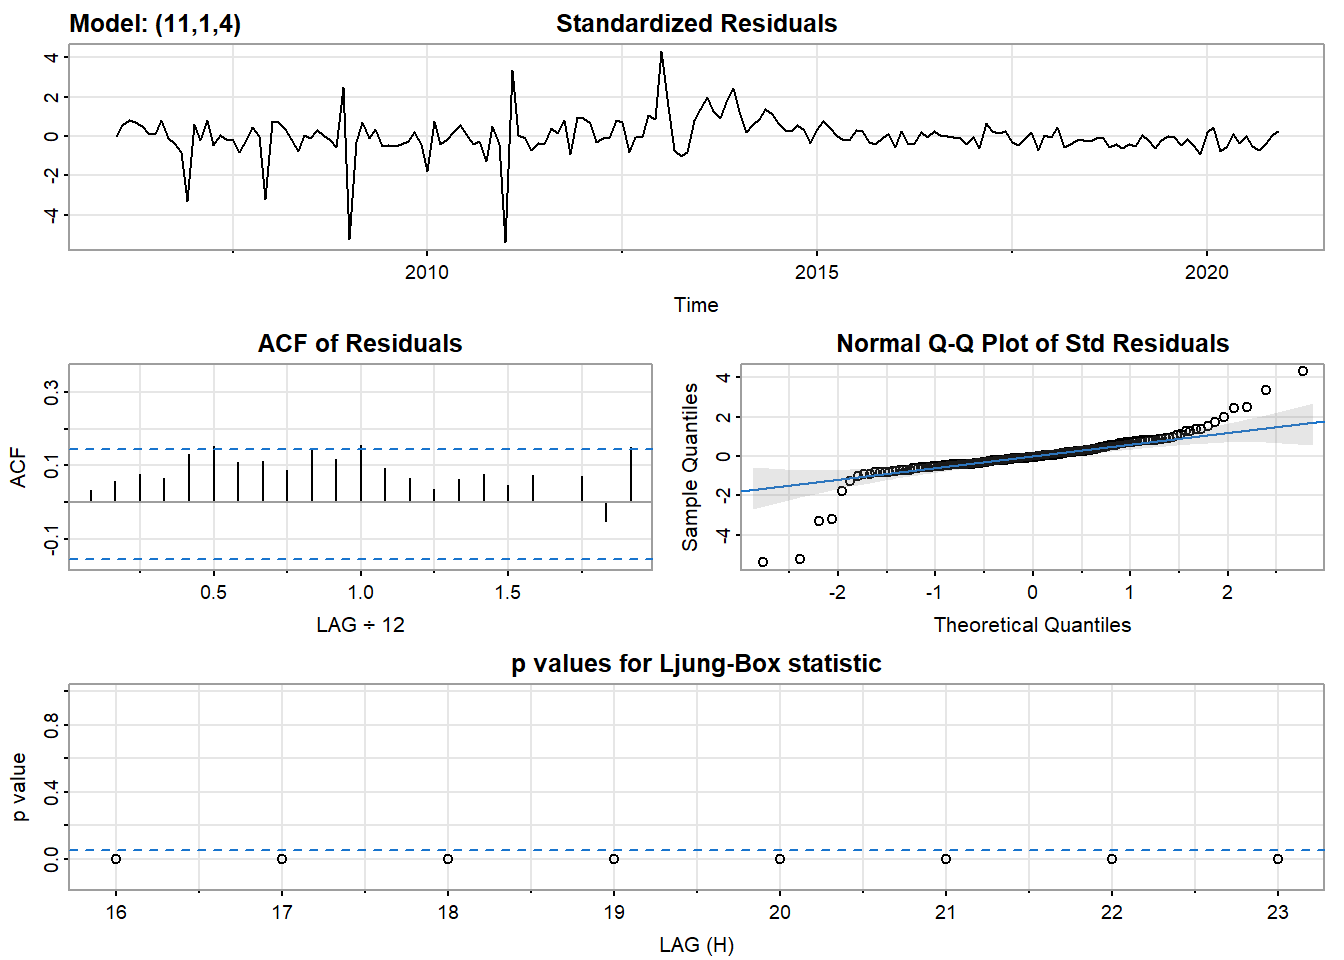 Model: (11,1,4)
Standardized Residuals
4
2
0
-2
-4
2010
2015
2020
Time
ACF of Residuals
ACF
0.3
0.1
-0.1
0.5
1.0
1.5
LAG ÷ 12
Normal Q-Q Plot of Std Residuals
Sample Quantiles
4
2
0
-2
-4
-2
-1
0
1
2
Theoretical Quantiles
p values for Ljung-Box statistic
p value
0.8
0.4
0.0
16
17
18
19
20
21
22
23
LAG (H)